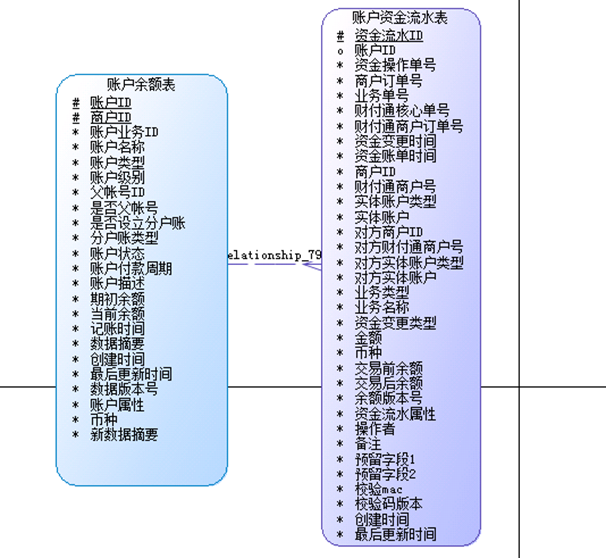 账户余额表
# 账户ID
# 商户ID
* 账户业务ID
* 账户名称
* 账户类型
* 账户级别
* 父帐号ID
* 是否父帐号
* 是否设立分户账
* 分户账类型
* 账户状态
* 账户付款周期
* 账户描述
* 期初余额
* 当前余额
* 记账时间
* 数据摘要
* 创建时间
* 最后更新时间
* 数据版本号
* 账户属性
* 币种
* 新数据摘要
elationship_79
账户资金流水表
# 资金流水ID
o 账户ID
* 资金操作单号
* 商户订单号
* 业务单号
* 财付通核心单号
* 财付通商户订单号
* 资金变更时间
* 资金账单时间
* 商户ID
* 财付通商户号
* 实体账户类型
* 实体账户
* 对方商户ID
* 对方财付通商户号
* 对方实体账户类型
* 对方实体账户
* 业务类型
* 业务名称
* 资金变更类型
* 金额
* 币种
* 交易前余额
* 交易后余额
* 余额版本号
* 资金流水属性
* 操作者
* 备注
* 预留字段1
* 预留字段2
* 校验mac
* 校验码版本
* 创建时间
* 最后更新时间